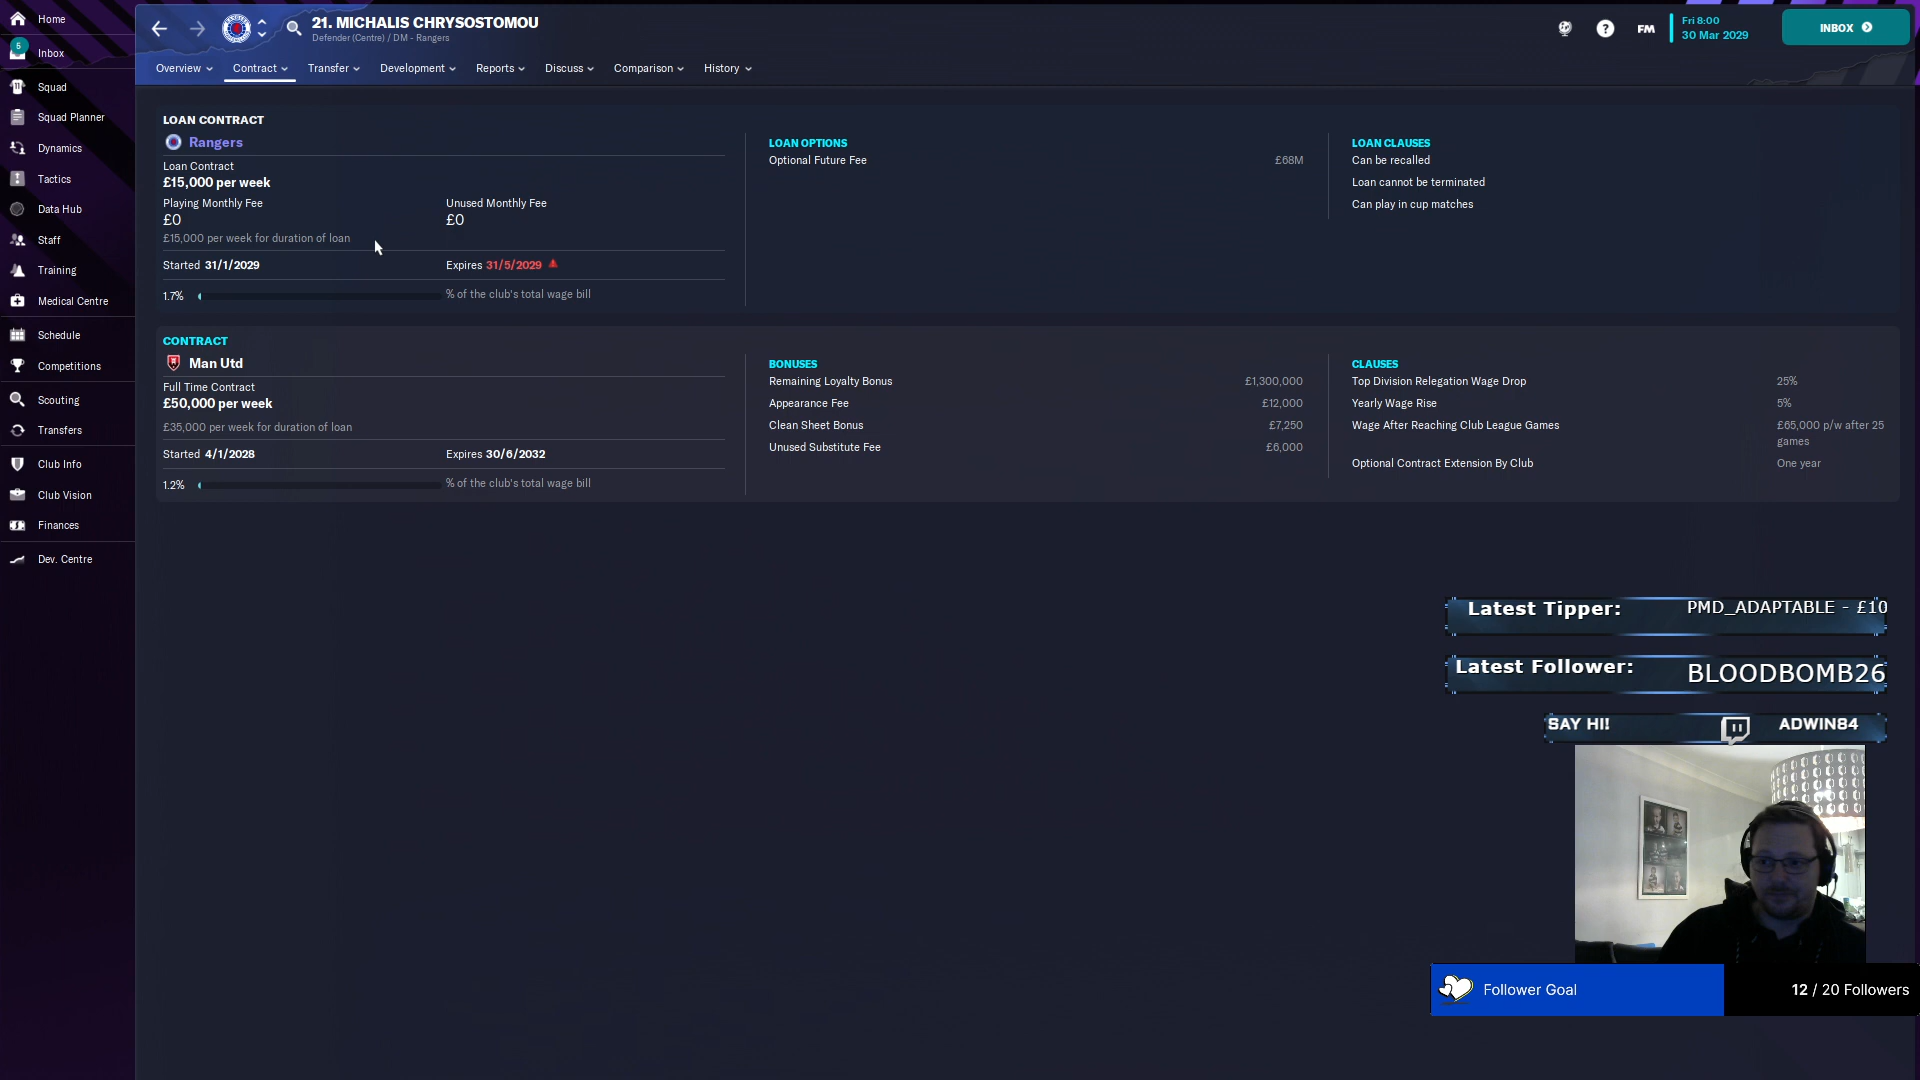 Home
5
Inbox
Squad
Squad Planner
Dynamics
Tactics
Data Hub
Staff
Training
Medical Centre
Schedule
Competitions
Scouting
Transfers
Club Info
Club Vision
Finances
Dev. Centre
21. MICHALIS CHRYSOSTOMOU
Defender (Centre) / DM - Rangers
FM
Fri 8:00
30 Mar 2029
INBOX
Overview
Contract
Transfer
Development
Reports
Discuss
Comparison
History
LOAN CONTRACT
Rangers
Loan Contract
£15,000 per week
Playing Monthly Fee
Unused Monthly Fee
£0
£0
£15,000 per week for duration of loan
Started 31/1/2029
Expires 31/5/2029
1.7%
% of the club's total wage bill
LOAN OPTIONS
Optional Future Fee £68M
LOAN CLAUSES
Can be recalled
Loan cannot be terminated
Can play in cup matches
CONTRACT
Man Utd
Full Time Contract
£50,000 per week
£35,000 per week for duration of loan
Started 4/1/2028
Expires 30/6/2032
1.2%
% of the club's total wage bill
BONUSES
Remaining Loyalty Bonus £1,300,000
Appearance Fee £12,000
Clean Sheet Bonus £7,250
Unused Substitute Fee £6,000
CLAUSES
Top Division Relegation Wage Drop 25%
Yearly Wage Rise 5%
Wage After Reaching Club League Games £65,000 p/w after 25
games
Optional Contract Extension By Club One year
Latest Tipper: PMD_ADAPTABLE - £10
Latest Follower: BLOODBOMB26
SAY HI! ADWIN84
Follower Goal 12 / 20 Followers